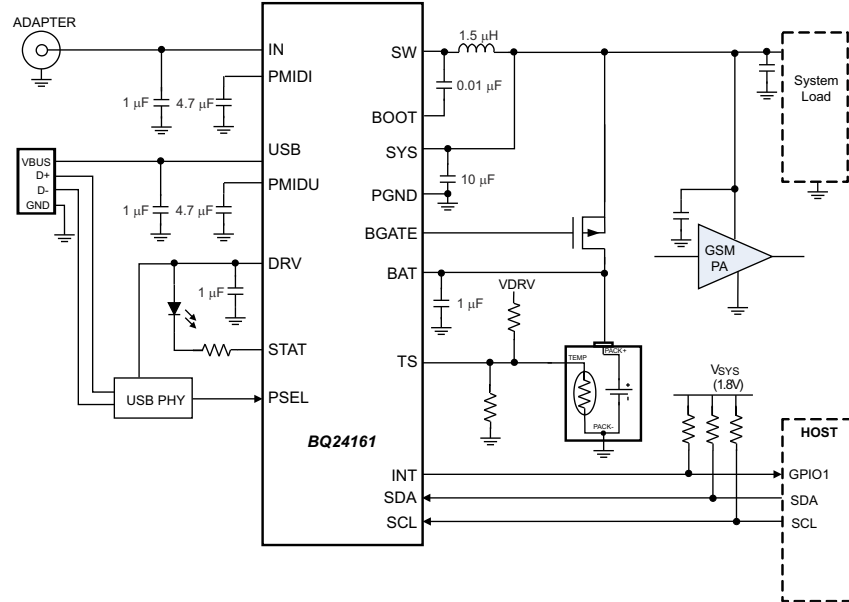 ADAPTER
IN
PMIDI
1 μF
4.7 μF
VBUS
D+
D-
GND
USB
PMIDU
1 μF
4.7 μF
DRV
1 μF
STAT
USB PHY
PSEL
BQ24161
SW
1.5 μH
0.01 μF
BOOT
SYS
10 μF
PGND
BGATE
BAT
1 μF
VDRV
TS
TEMP
PACK+
+
-
PACK-
System
Load
GSM
PA
VSYS
(1.8V)
HOST
INT
GPIO1
SDA
SDA
SCL
SCL